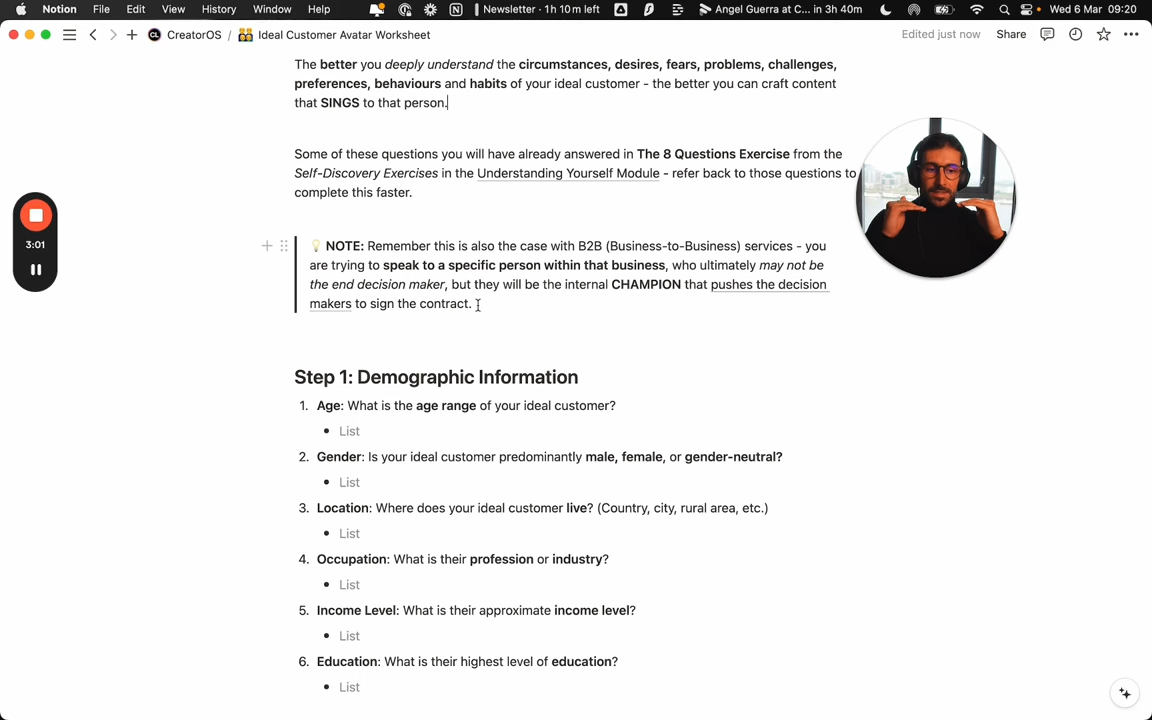 Notion File Edit View History Window Help Newsletter · 1 h 10 m left Angel Guerra at C... in 3h 40m Wed 6 Mar 09:20
CreatorOS / Ideal Customer Avatar Worksheet Edited just now Share
The better you deeply understand the circumstances, desires, fears, problems, challenges,
preferences, behaviours and habits of your ideal customer - the better you can craft content
that SINGS to that person.
Some of these questions you will have already answered in The 8 Questions Exercise from the
Self-Discovery Exercises in the Understanding Yourself Module - refer back to those questions to
complete this faster.
3:01
💡 NOTE: Remember this is also the case with B2B (Business-to-Business) services - you
are trying to speak to a specific person within that business, who ultimately may not be
the end decision maker, but they will be the internal CHAMPION that pushes the decision
makers to sign the contract.
Step 1: Demographic Information
1. Age: What is the age range of your ideal customer?
• List
2. Gender: Is your ideal customer predominantly male, female, or gender-neutral?
• List
3. Location: Where does your ideal customer live? (Country, city, rural area, etc.)
• List
4. Occupation: What is their profession or industry?
• List
5. Income Level: What is their approximate income level?
• List
6. Education: What is their highest level of education?
• List